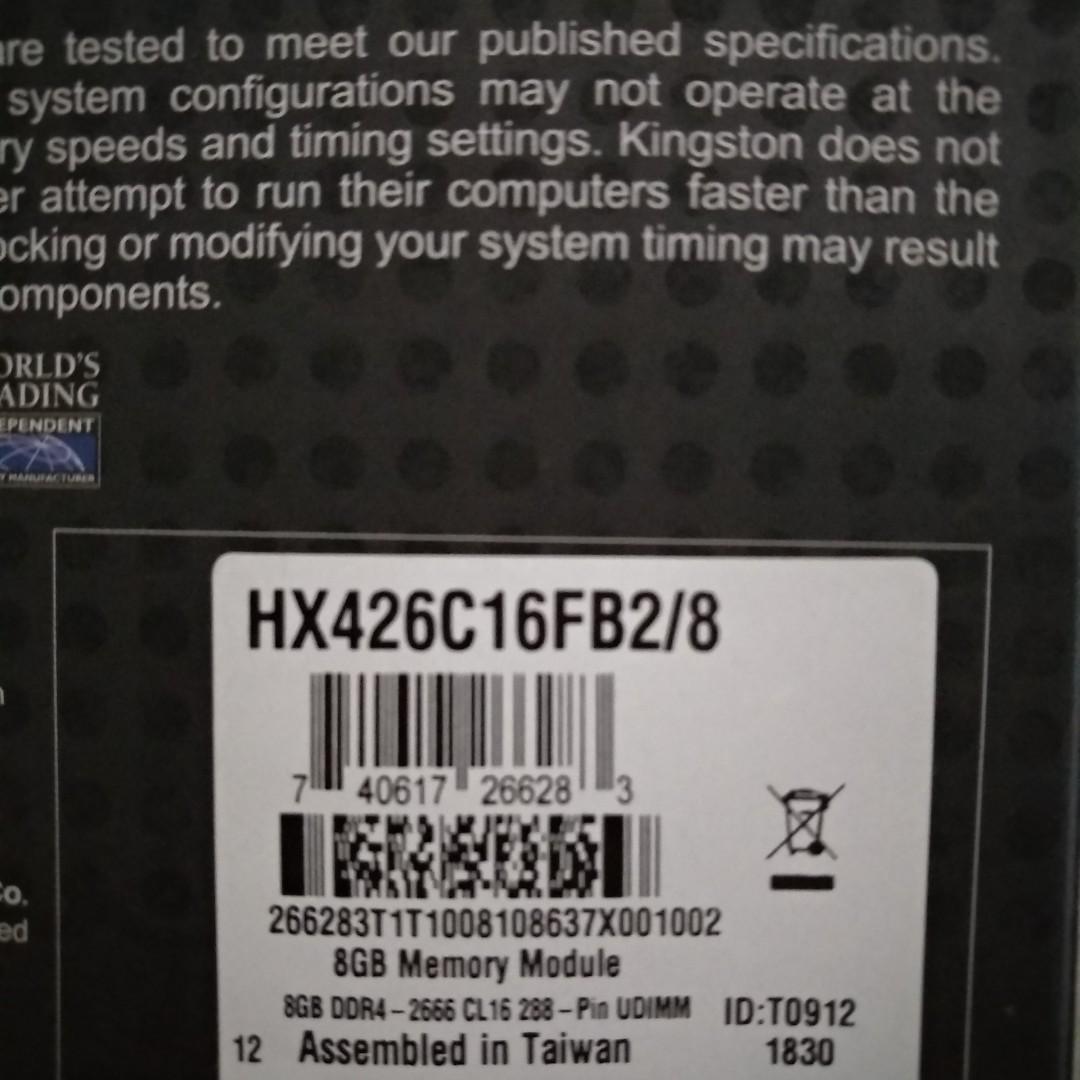 are tested to meet our published specifications.
system configurations may not operate at the
ry speeds and timing settings. Kingston does not
er attempt to run their computers faster than the
ocking or modifying your system timing may result
omponents.
ORLD'S
ADING
EPENDENT
Y MANUFACTURER
HX426C16FB2/8
7 40617 26628 3
266283T1T1008108637X001002
8GB Memory Module
8GB DDR4-2666 CL16 288-Pin UDIMM ID:T0912
12 Assembled in Taiwan 1830
Co.
ed